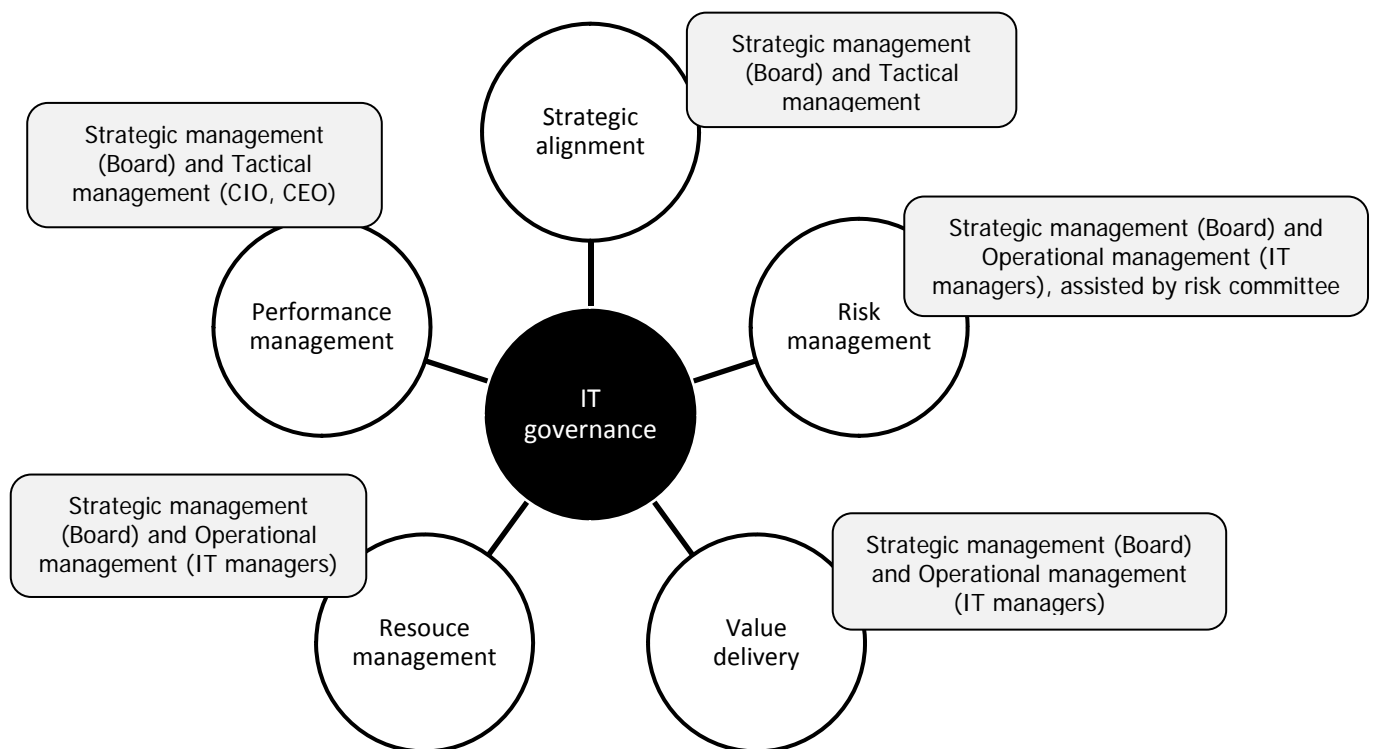 Strategic management
(Board) and Tactical
management
Strategic
alignment
Strategic management
(Board) and Tactical
management (CIO, CEO)
Performance
management
Strategic management (Board) and
Operational management (IT
managers), assisted by risk committee
Risk
management
IT
governance
Strategic management
(Board) and Operational
management (IT managers)
Resouce
management
Strategic management (Board)
and Operational management
(IT managers)
Value
delivery